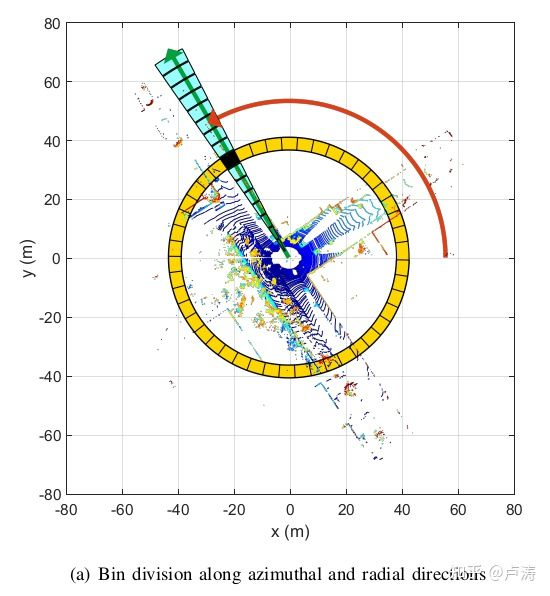 80
60
40
20
0
-20
-40
-60
-80
y (m)
-80 -60 -40 -20 0 20 40 60 80
x (m)
(a) Bin division along azimuthal and radial directions
知乎 @卢涛